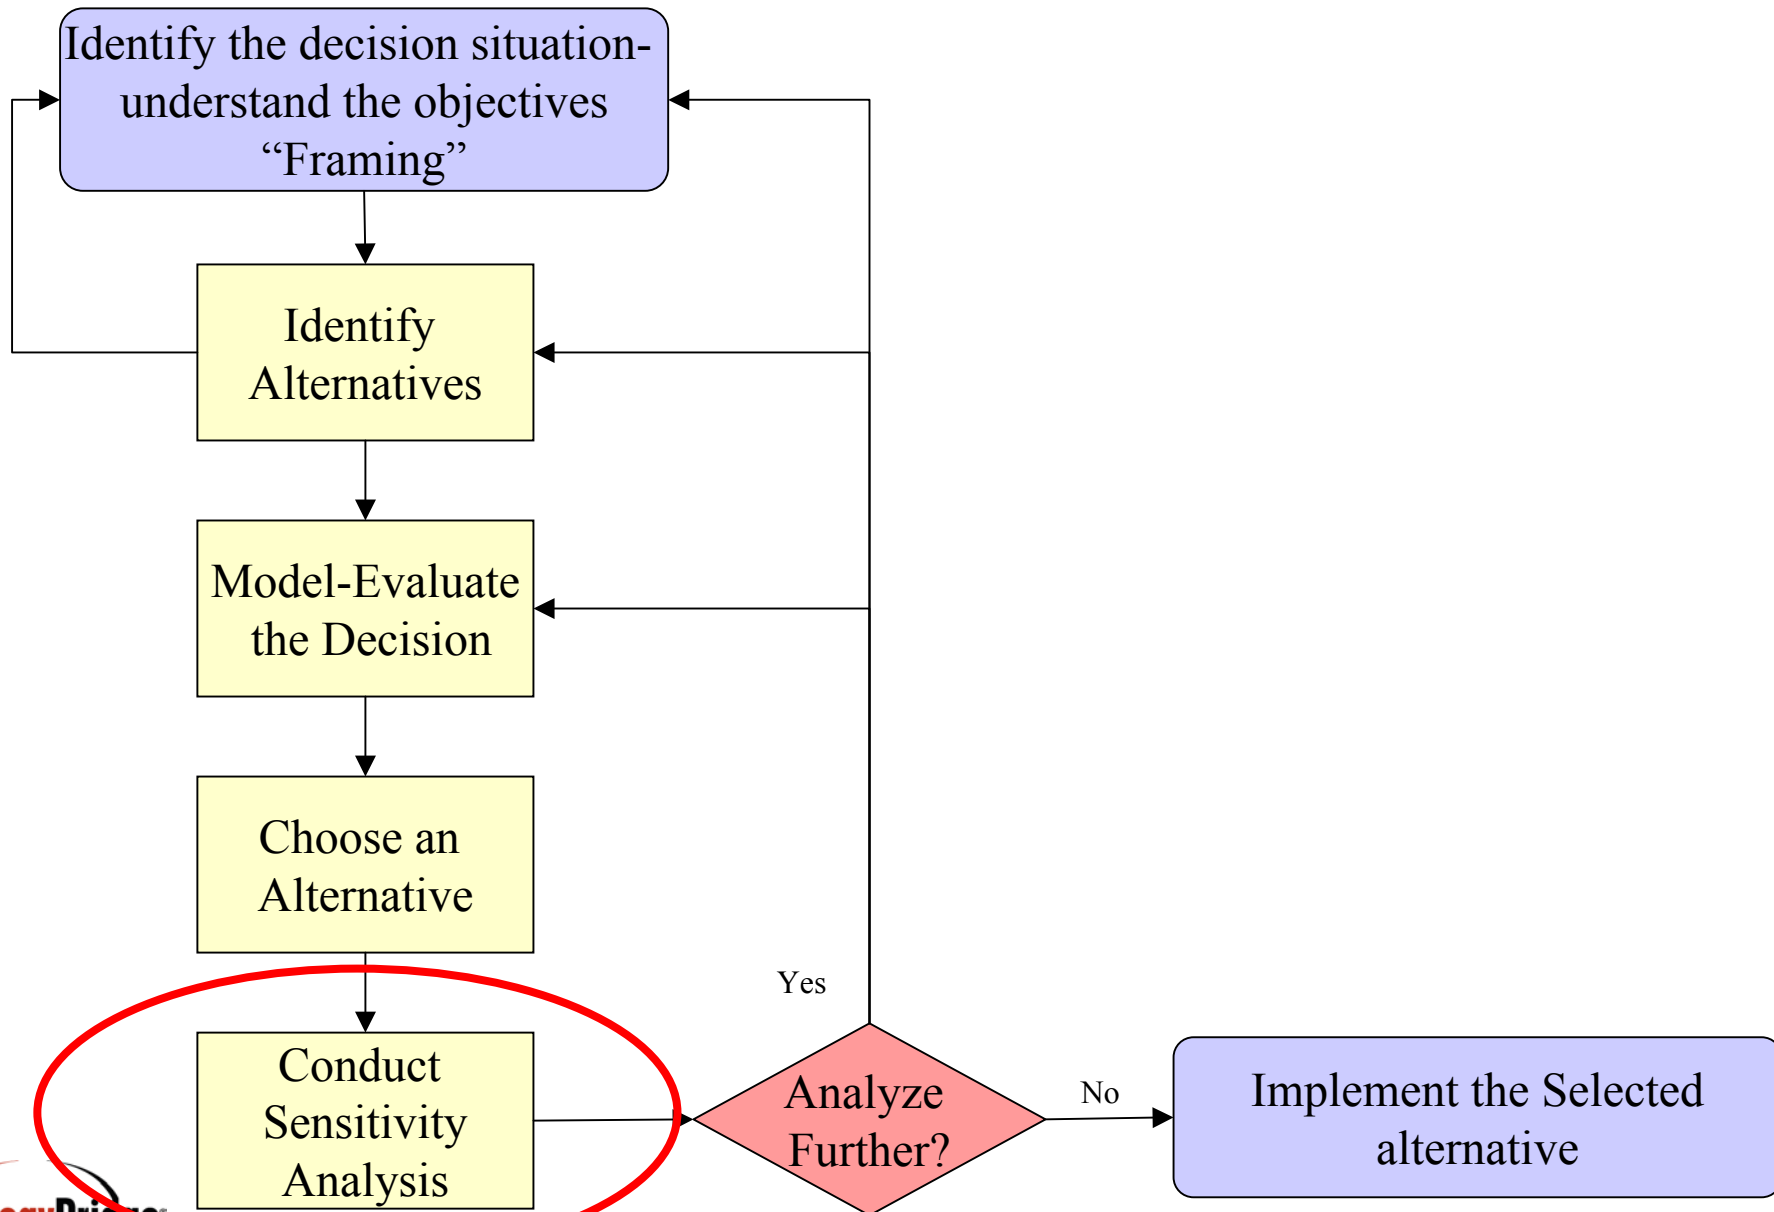 Identify the decision situation-
understand the objectives
“Framing”
Identify
Alternatives
Model-Evaluate
the Decision
Choose an
Alternative
Yes
Conduct
Sensitivity
Analysis
Analyze
Further?
No
Implement the Selected
alternative